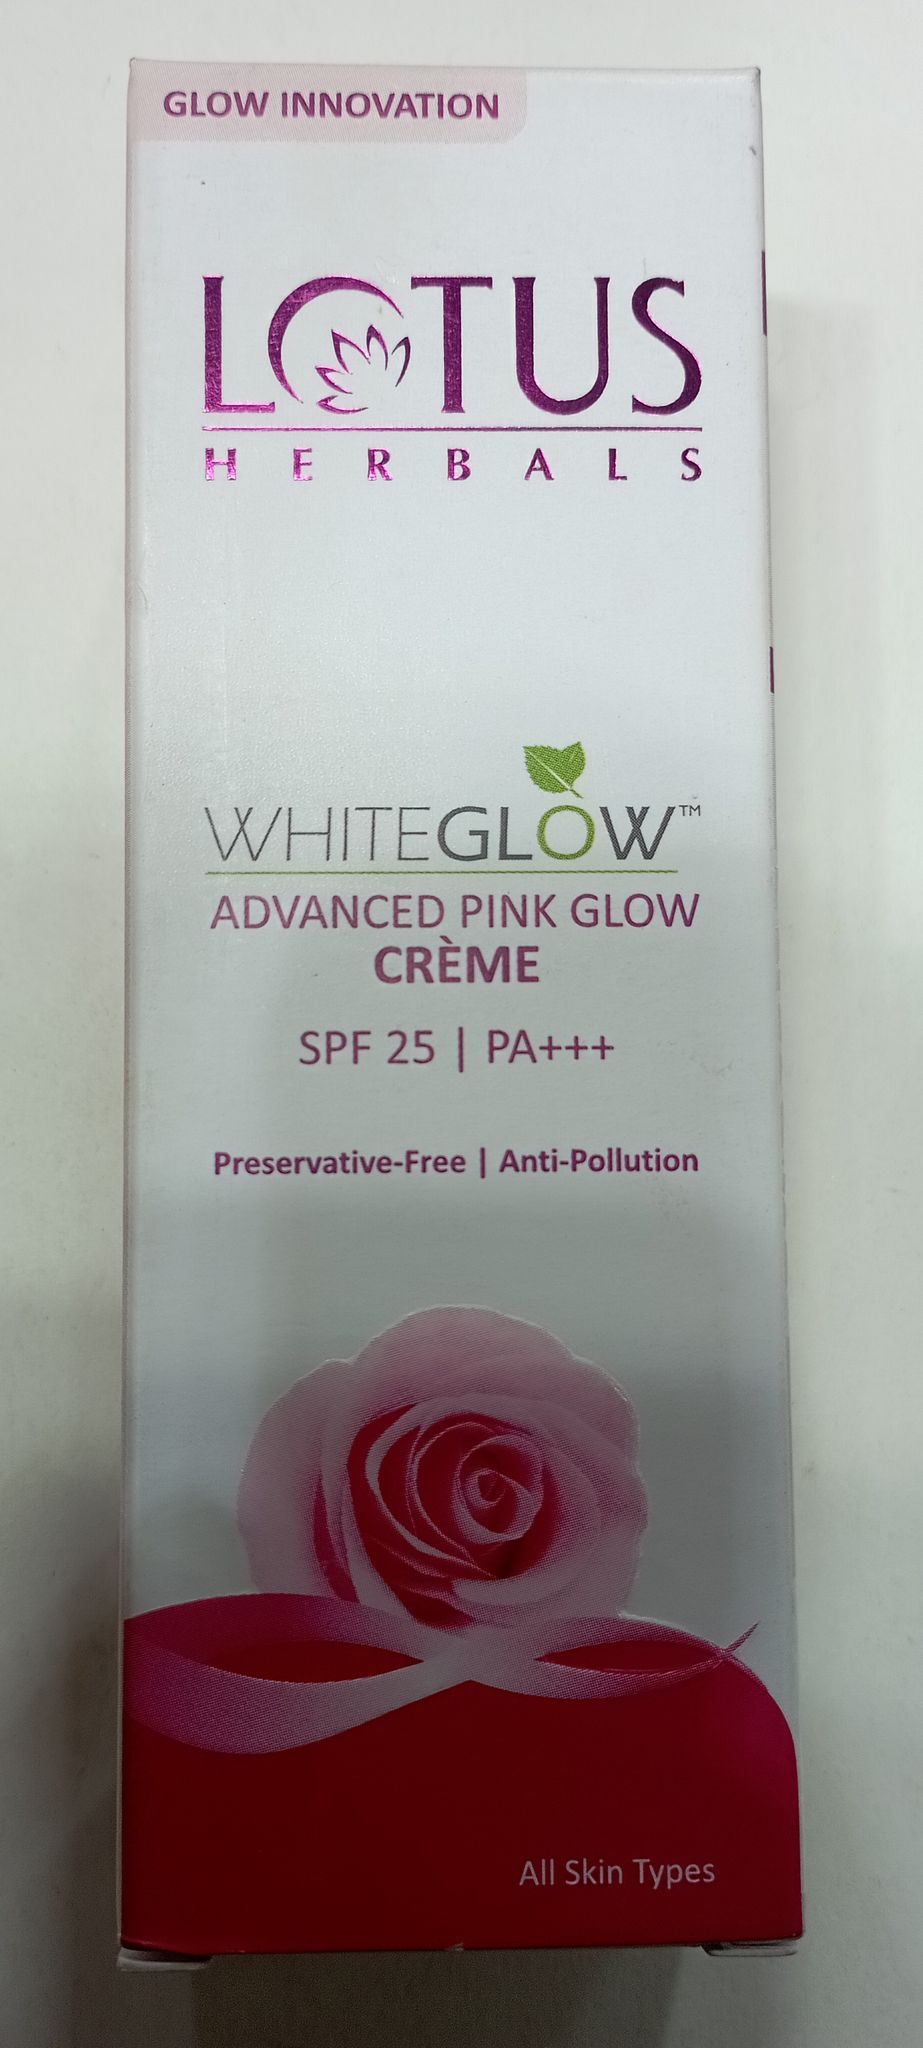 GLOW INNOVATION
LOTUS
HERBALS
WHITEGLOW™
ADVANCED PINK GLOW
CRÈME
SPF 25 | PA+++
Preservative-Free | Anti-Pollution
All Skin Types